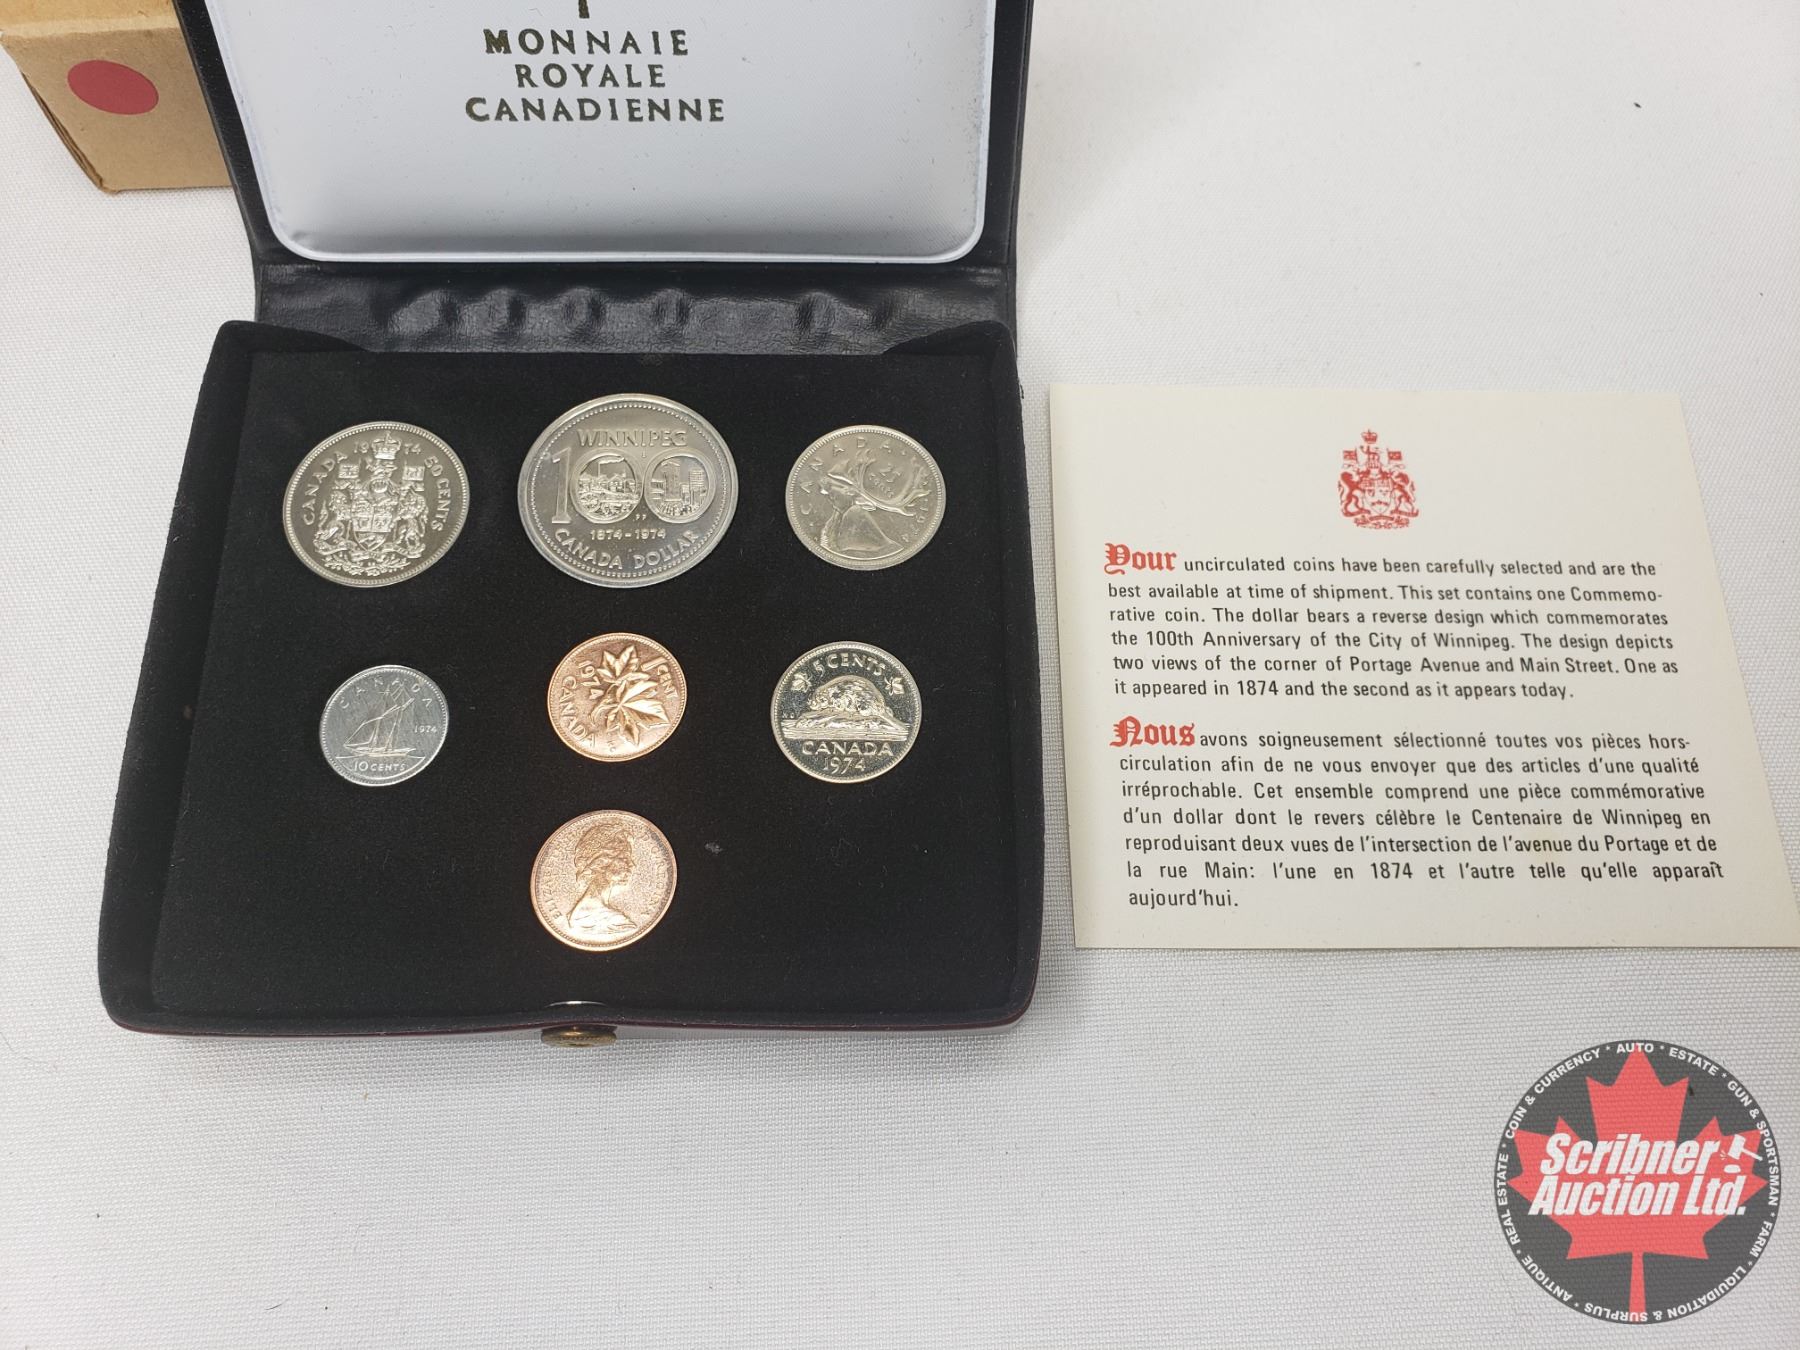 MONNAIE
ROYALE
CANADIENNE
CANADA 1974 50 CENTS
WINNIPEG
100
1874-1974
CANADA DOLLAR
CANADA
CANADA
1974
10 CENTS
1 CENT
CANADA
1974
5 CENTS
CANADA
1974
ELIZABETH
REGINA
Your uncirculated coins have been carefully selected and are the
best available at time of shipment. This set contains one Commemo-
rative coin. The dollar bears a reverse design which commemorates
the 100th Anniversary of the City of Winnipeg. The design depicts
two views of the corner of Portage Avenue and Main Street. One as
it appeared in 1874 and the second as it appears today.
Nous avons soigneusement sélectionné toutes vos pièces hors-
circulation afin de ne vous envoyer que des articles d'une qualité
irréprochable. Cet ensemble comprend une pièce commémorative
d'un dollar dont le revers célèbre le Centenaire de Winnipeg en
reproduisant deux vues de l'intersection de l'avenue du Portage et de
la rue Main: l'une en 1874 et l'autre telle qu'elle apparaît
aujourd'hui.
ANTIQUE * REAL ESTATE * COIN & CURRENCY * AUTO * ESTATE * GUN & SPORTSMAN * FARM * LIQUIDATION & SURPLUS *
Scribner
Auction Ltd.